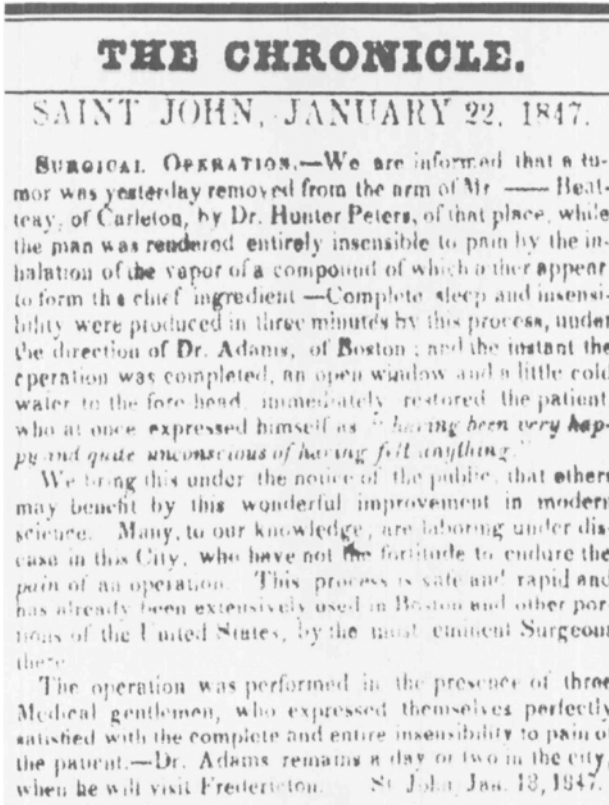 THE CHRONICLE.
SAINT JOHN, JANUARY 22, 1847.
SURGICAL OPERATION.—We are informed that a tu-
mor was yesterday removed from the arm of Mr —— Beat-
teay, of Carleton, by Dr. Hunter Peters, of that place, while
the man was rendered entirely insensible to pain by the in-
halation of the vapor of a compound of which ather appear
to form the chief ingredient —Complete sleep and insensi-
bility were produced in three minutes by this process, under
the direction of Dr. Adams, of Boston; and the instant the
operation was completed, an open window and a little cold
water to the fore head, immediately restored the patient
who at once expressed himself as "having been very hap-
py and quite unconscious of having felt anything."
We bring this under the notice of the public, that others
may benefit by this wonderful improvement in modern
science. Many, to our knowledge, are laboring under dis-
ease in this City, who have not the fortitude to endure the
pain of an operation. This process is safe and rapid and
has already been extensively used in Boston and other por-
tions of the United States, by the most eminent Surgeon
there
The operation was performed in the presence of three
Medical gentlemen, who expressed themselves perfectly
satisfied with the complete and entire insensibility to pain of
the patient.—Dr. Adams remains a day or two in the city,
when he will visit Fredericton. St. John, Jan. 18, 1847.